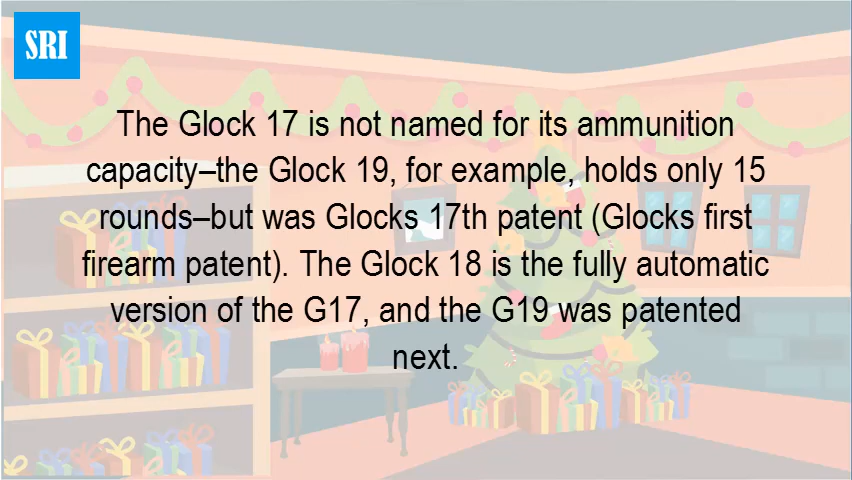 SRI
The Glock 17 is not named for its ammunition
capacity–the Glock 19, for example, holds only 15
rounds–but was Glocks 17th patent (Glocks first
firearm patent). The Glock 18 is the fully automatic
version of the G17, and the G19 was patented
next.